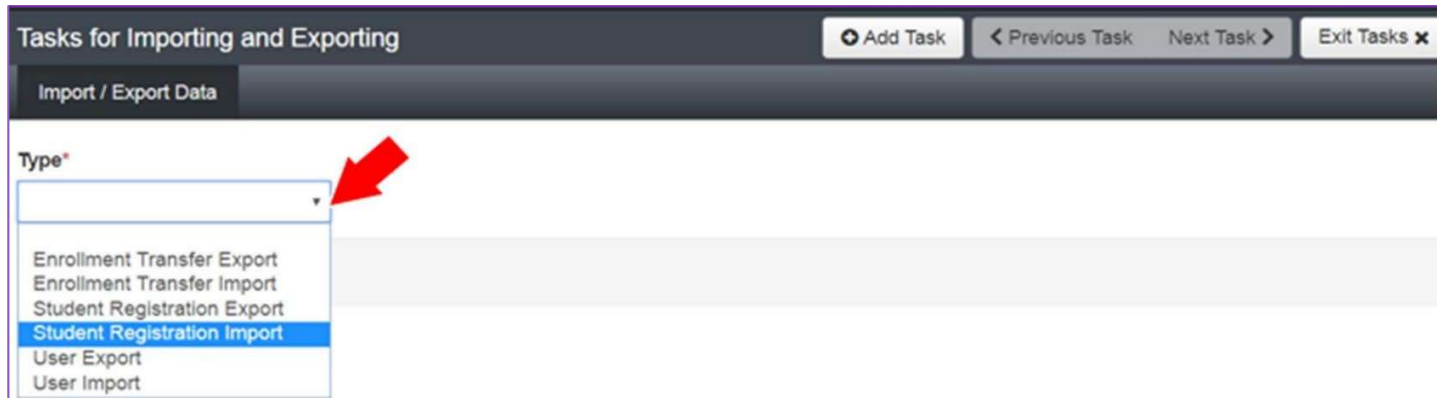 Tasks for Importing and Exporting
Add Task
Previous Task
Next Task
Exit Tasks
Import / Export Data
Type*
Enrollment Transfer Export
Enrollment Transfer Import
Student Registration Export
Student Registration Import
User Export
User Import